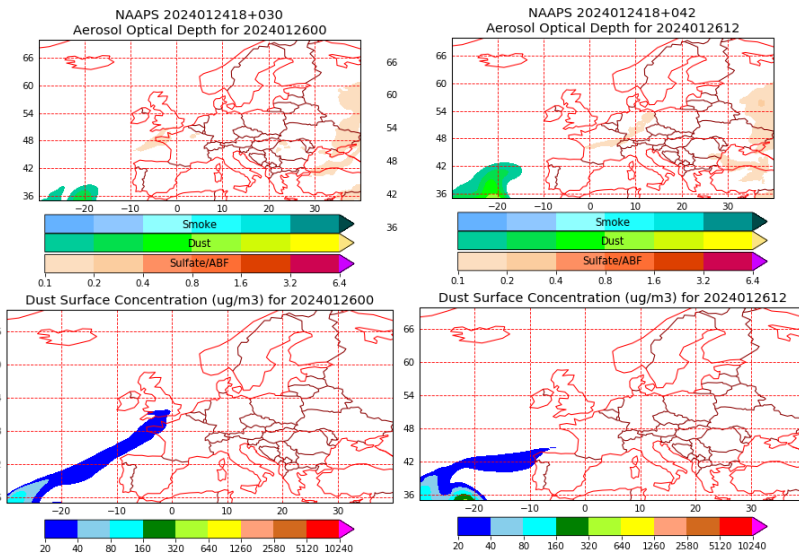 NAAPS 2024012418+030
Aerosol Optical Depth for 2024012600
66
60
54
48
42
36
−20 −10 0 10 20 30
Smoke
Dust
Sulfate/ABF
0.1 0.2 0.4 0.8 1.6 3.2 6.4
NAAPS 2024012418+042
Aerosol Optical Depth for 2024012612
66
60
54
48
42
36
66
60
54
48
42
36
−20 −10 0 10 20 30
Smoke
Dust
Sulfate/ABF
0.1 0.2 0.4 0.8 1.6 3.2 6.4
Dust Surface Concentration (ug/m3) for 2024012600
−20 −10 0 10 20 30
20 40 80 160 320 640 1260 2580 5120 10240
Dust Surface Concentration (ug/m3) for 2024012612
66
60
54
48
42
36
−20 −10 0 10 20 30
20 40 80 160 320 640 1260 2580 5120 10240